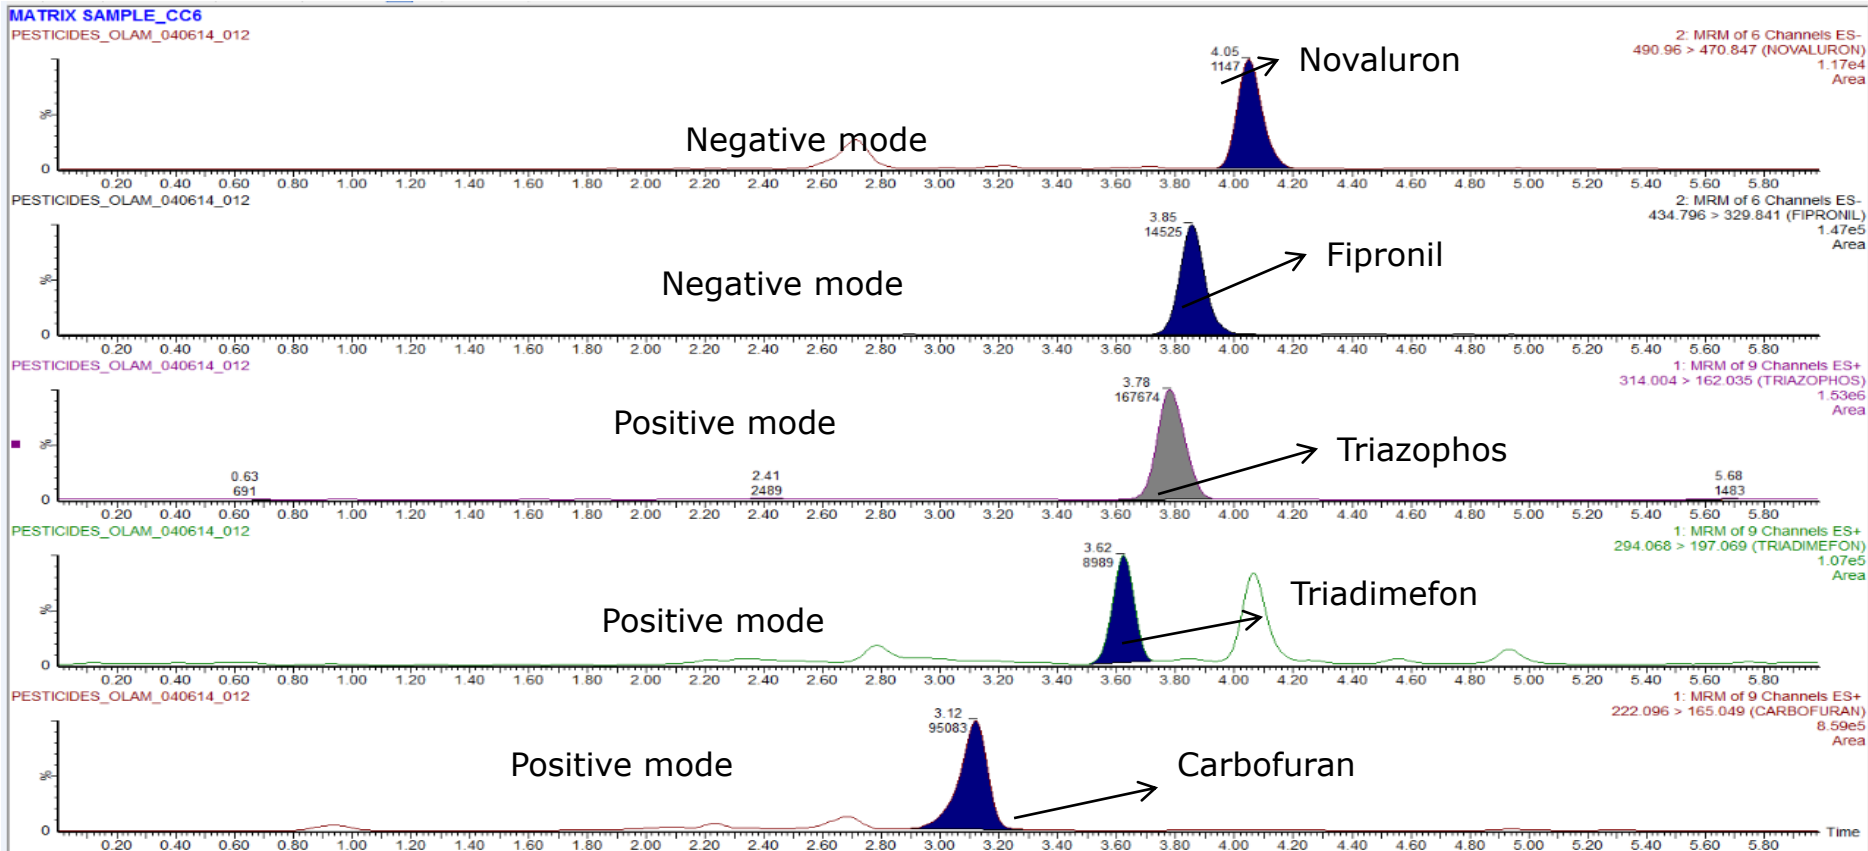 MATRIX SAMPLE_CC6
PESTICIDES_OLAM_040614_012
2: MRM of 6 Channels ES-
490.96 > 470.847 (NOVALURON)
1.17e4
Area
4.05
1147
Novaluron
Negative mode
%
0
0.20 0.40 0.60 0.80 1.00 1.20 1.40 1.60 1.80 2.00 2.20 2.40 2.60 2.80 3.00 3.20 3.40 3.60 3.80 4.00 4.20 4.40 4.60 4.80 5.00 5.20 5.40 5.60 5.80
PESTICIDES_OLAM_040614_012
2: MRM of 6 Channels ES-
434.796 > 329.841 (FIPRONIL)
1.47e5
Area
3.85
14525
Fipronil
Negative mode
%
0
0.20 0.40 0.60 0.80 1.00 1.20 1.40 1.60 1.80 2.00 2.20 2.40 2.60 2.80 3.00 3.20 3.40 3.60 3.80 4.00 4.20 4.40 4.60 4.80 5.00 5.20 5.40 5.60 5.80
PESTICIDES_OLAM_040614_012
1: MRM of 9 Channels ES+
314.004 > 162.035 (TRIAZOPHOS)
1.53e6
Area
3.78
167674
Positive mode
Triazophos
%
0.63
691
2.41
2489
5.68
1483
0
0.20 0.40 0.60 0.80 1.00 1.20 1.40 1.60 1.80 2.00 2.20 2.40 2.60 2.80 3.00 3.20 3.40 3.60 3.80 4.00 4.20 4.40 4.60 4.80 5.00 5.20 5.40 5.60 5.80
PESTICIDES_OLAM_040614_012
1: MRM of 9 Channels ES+
294.068 > 197.069 (TRIADIMEFON)
1.07e5
Area
3.62
8989
Triadimefon
Positive mode
%
0
0.20 0.40 0.60 0.80 1.00 1.20 1.40 1.60 1.80 2.00 2.20 2.40 2.60 2.80 3.00 3.20 3.40 3.60 3.80 4.00 4.20 4.40 4.60 4.80 5.00 5.20 5.40 5.60 5.80
PESTICIDES_OLAM_040614_012
1: MRM of 9 Channels ES+
222.096 > 165.049 (CARBOFURAN)
8.59e5
Area
3.12
95083
Positive mode
Carbofuran
%
0
Time
0.20 0.40 0.60 0.80 1.00 1.20 1.40 1.60 1.80 2.00 2.20 2.40 2.60 2.80 3.00 3.20 3.40 3.60 3.80 4.00 4.20 4.40 4.60 4.80 5.00 5.20 5.40 5.60 5.80